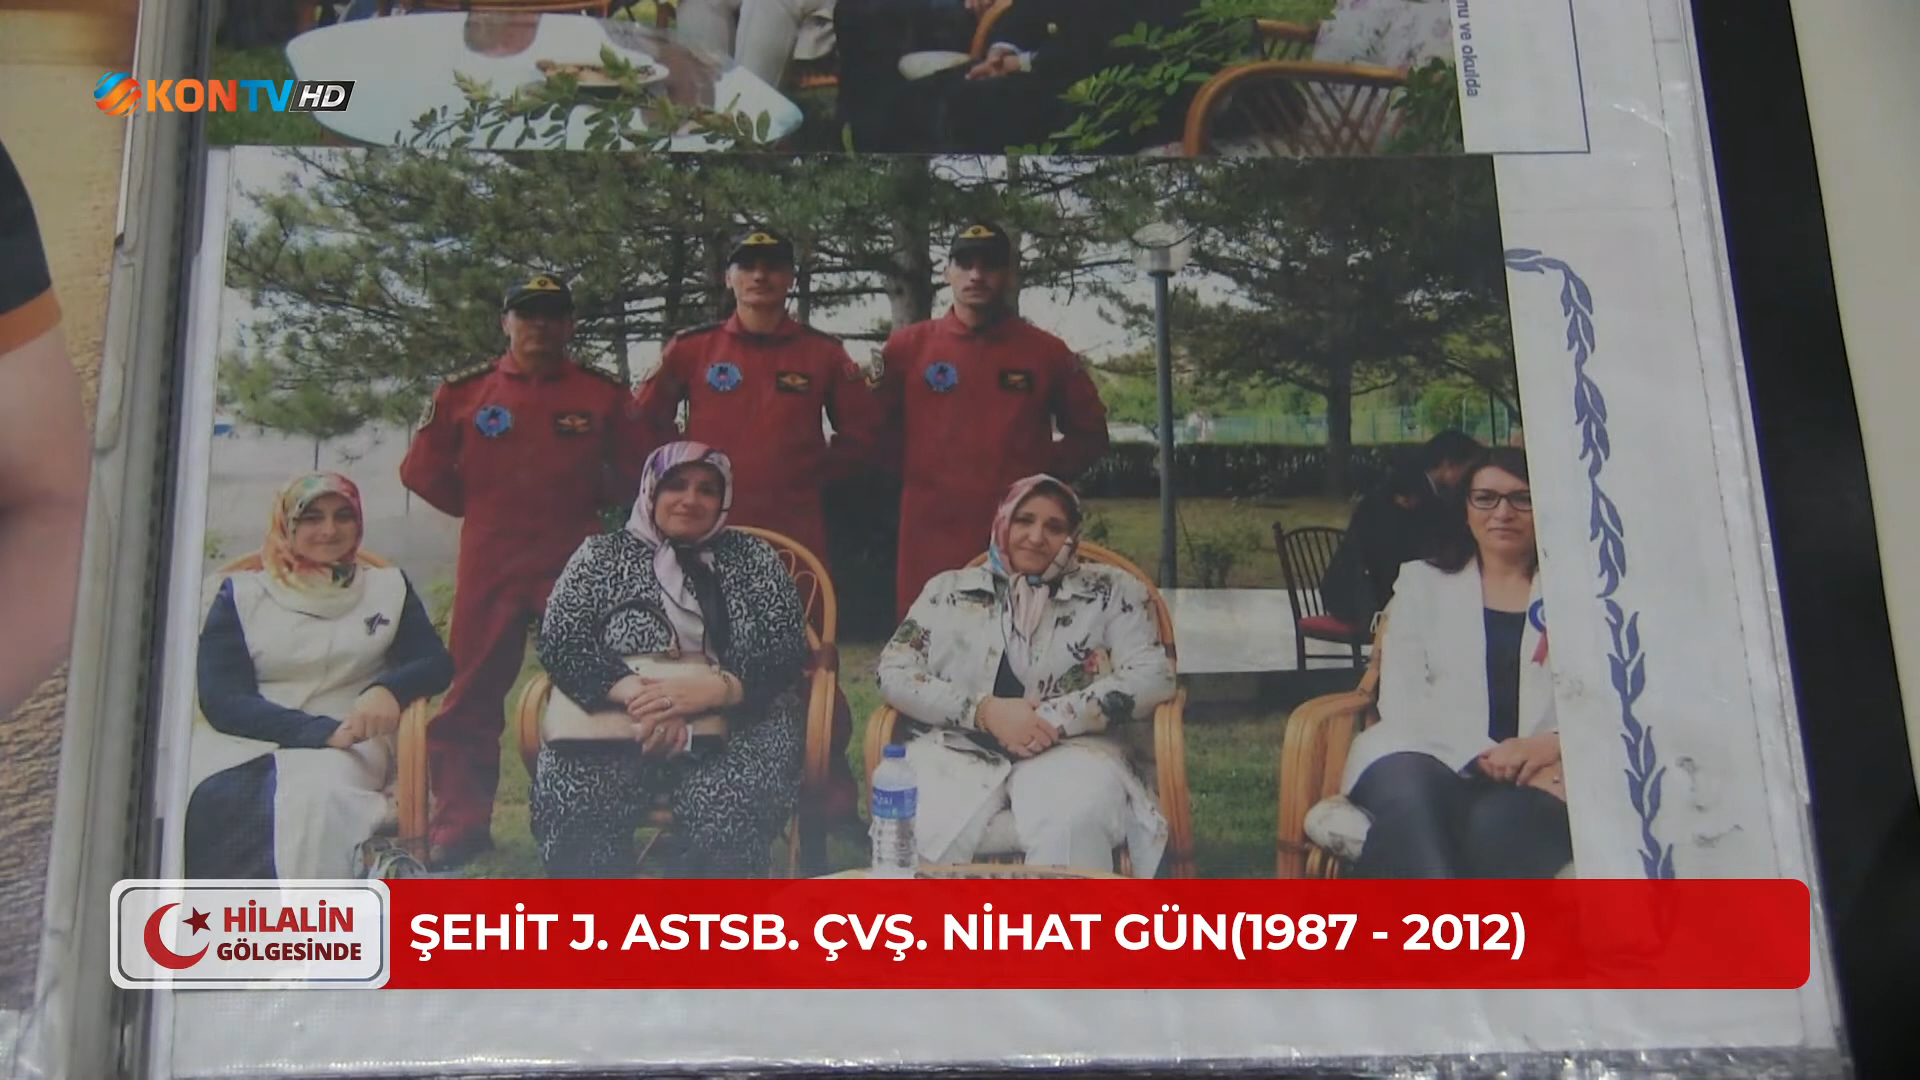 nu ve okulda
KONTV HD
HİLALİN
GÖLGESİNDE
ŞEHİT J. ASTSB. ÇVŞ. NİHAT GÜN(1987 - 2012)